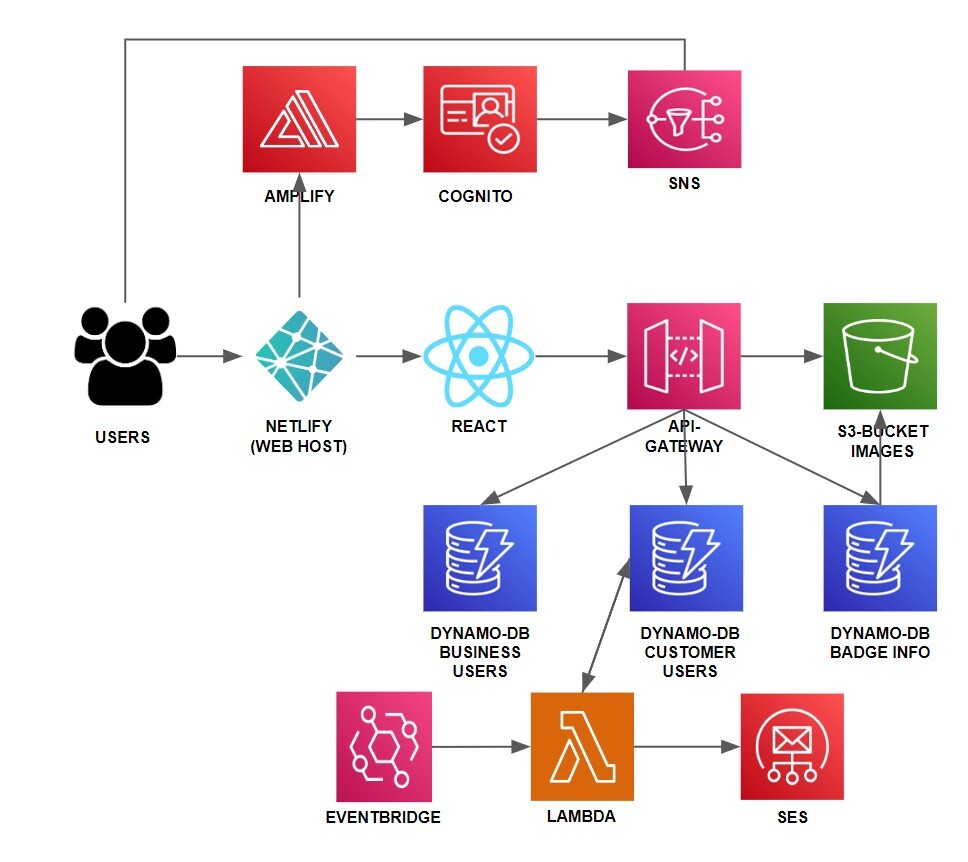 AMPLIFY
COGNITO
SNS
USERS
NETLIFY
(WEB HOST)
REACT
API-
GATEWAY
S3-BUCKET
IMAGES
DYNAMO-DB
BUSINESS
USERS
DYNAMO-DB
CUSTOMER
USERS
DYNAMO-DB
BADGE INFO
EVENTBRIDGE
LAMBDA
SES